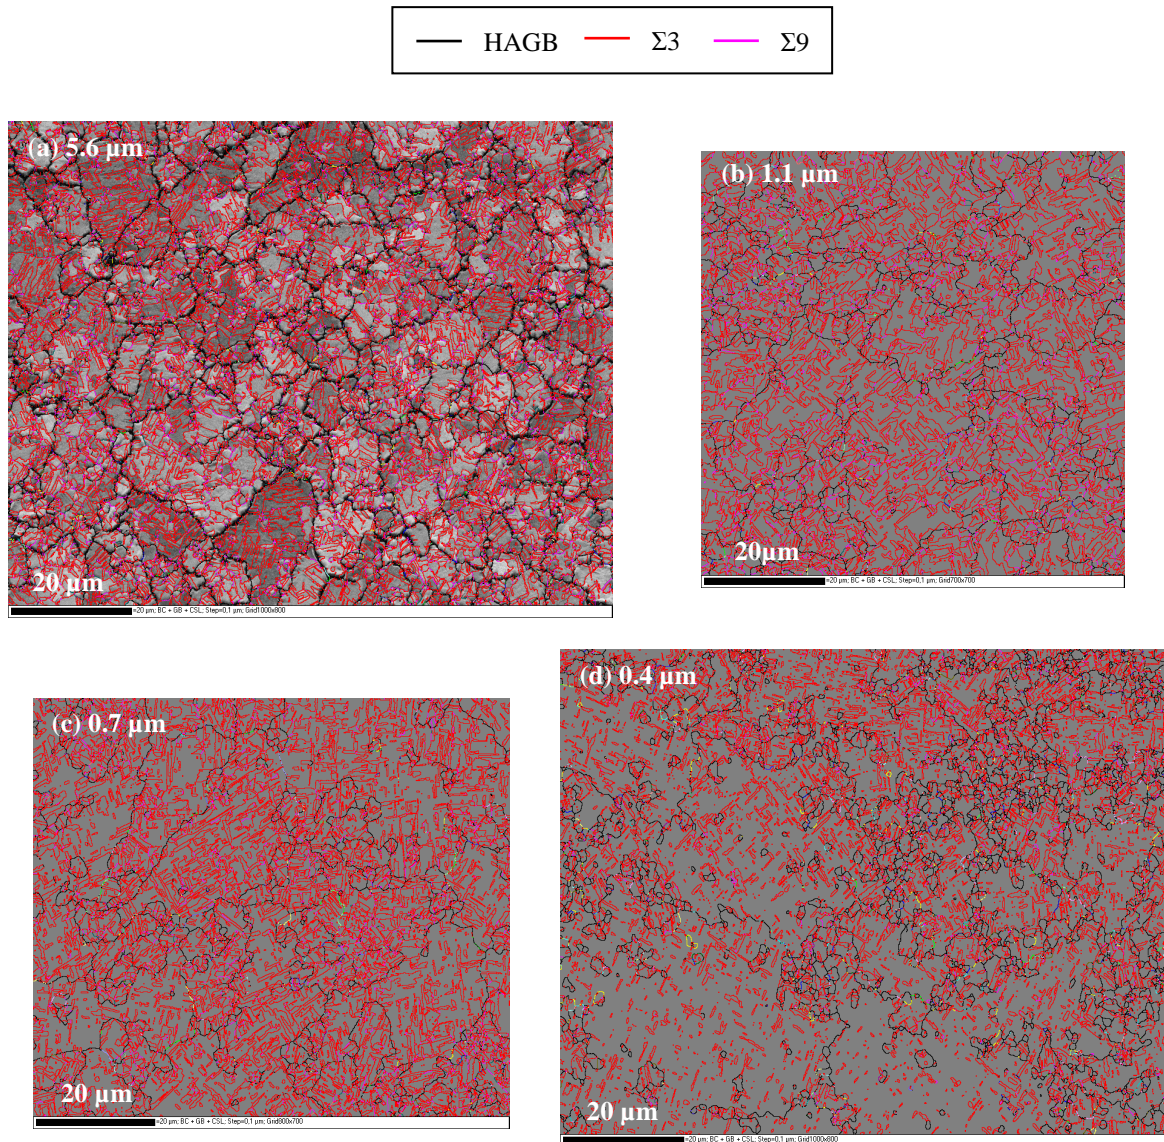 HAGB Σ3 Σ9
(a) 5.6 µm
20 µm
=20 µm; BC + GB + CSL; Step=0,1 µm; Grid1000x800
(b) 1.1 µm
20µm
=20 µm; BC + GB + CSL; Step=0,1 µm; Grid700x700
(c) 0.7 µm
20 µm
=20 µm; BC + GB + CSL; Step=0,1 µm; Grid800x700
(d) 0.4 µm
20 µm
=20 µm; BC + GB + CSL; Step=0,1 µm; Grid1000x800